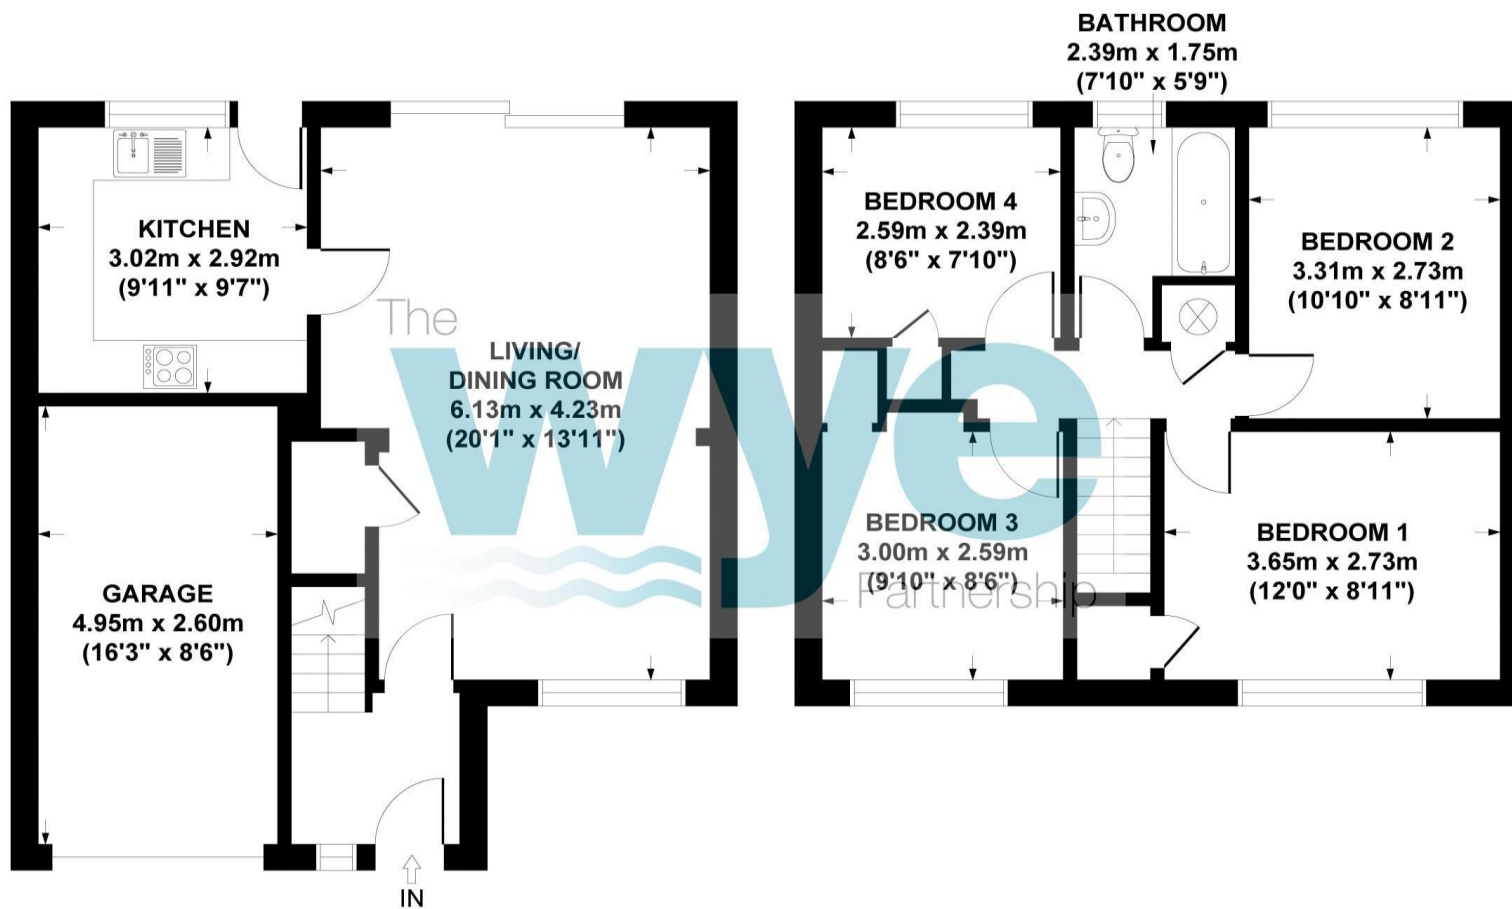 BATHROOM
2.39m x 1.75m
(7'10" x 5'9")
KITCHEN
3.02m x 2.92m
(9'11" x 9'7")
LIVING/
DINING ROOM
6.13m x 4.23m
(20'1" x 13'11")
GARAGE
4.95m x 2.60m
(16'3" x 8'6")
IN
BEDROOM 4
2.59m x 2.39m
(8'6" x 7'10")
BEDROOM 2
3.31m x 2.73m
(10'10" x 8'11")
BEDROOM 3
3.00m x 2.59m
(9'10" x 8'6")
BEDROOM 1
3.65m x 2.73m
(12'0" x 8'11")
The
wye
Partnership